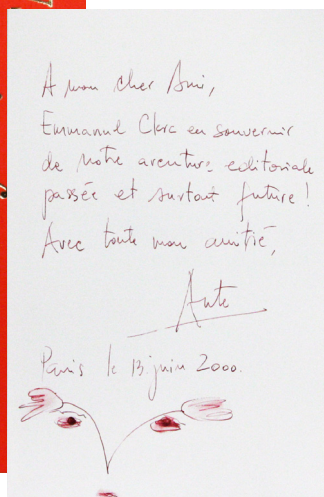 A mon cher Ami,
Emmanuel Clerc en souvenir
de notre aventure editoriale
passée et surtout future !
Avec toute mon amitié,
Ante
Paris le 13 juin 2000.